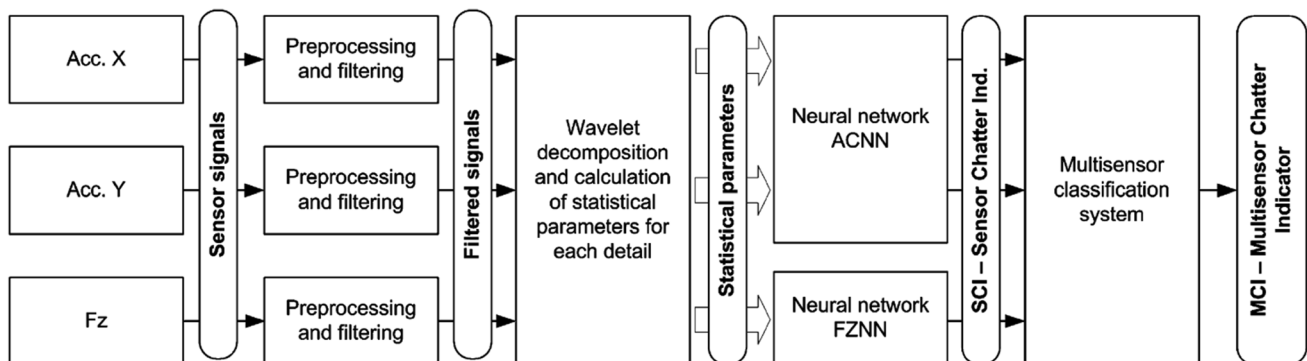 Acc. X
Acc. Y
Fz
Sensor signals
Preprocessing
and filtering
Preprocessing
and filtering
Preprocessing
and filtering
Filtered signals
Wavelet
decomposition
and calculation
of statistical
parameters for
each detail
Statistical parameters
Neural network
ACNN
Neural network
FZNN
SCI – Sensor Chatter Ind.
Multisensor
classification
system
MCI – Multisensor Chatter
Indicator